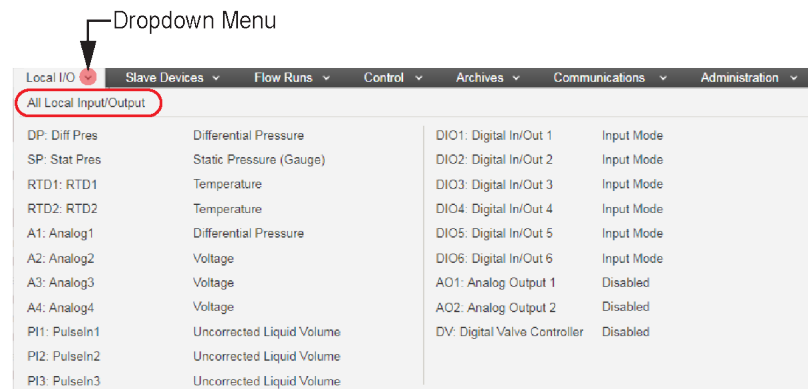 Dropdown Menu
Local I/O Slave Devices Flow Runs Control Archives Communications Administration
All Local Input/Output
DP: Diff Pres Differential Pressure DIO1: Digital In/Out 1 Input Mode
SP: Stat Pres Static Pressure (Gauge) DIO2: Digital In/Out 2 Input Mode
RTD1: RTD1 Temperature DIO3: Digital In/Out 3 Input Mode
RTD2: RTD2 Temperature DIO4: Digital In/Out 4 Input Mode
A1: Analog1 Differential Pressure DIO5: Digital In/Out 5 Input Mode
A2: Analog2 Voltage DIO6: Digital In/Out 6 Input Mode
A3: Analog3 Voltage AO1: Analog Output 1 Disabled
A4: Analog4 Voltage AO2: Analog Output 2 Disabled
PI1: PulseIn1 Uncorrected Liquid Volume DV: Digital Valve Controller Disabled
PI2: PulseIn2 Uncorrected Liquid Volume
PI3: PulseIn3 Uncorrected Liquid Volume